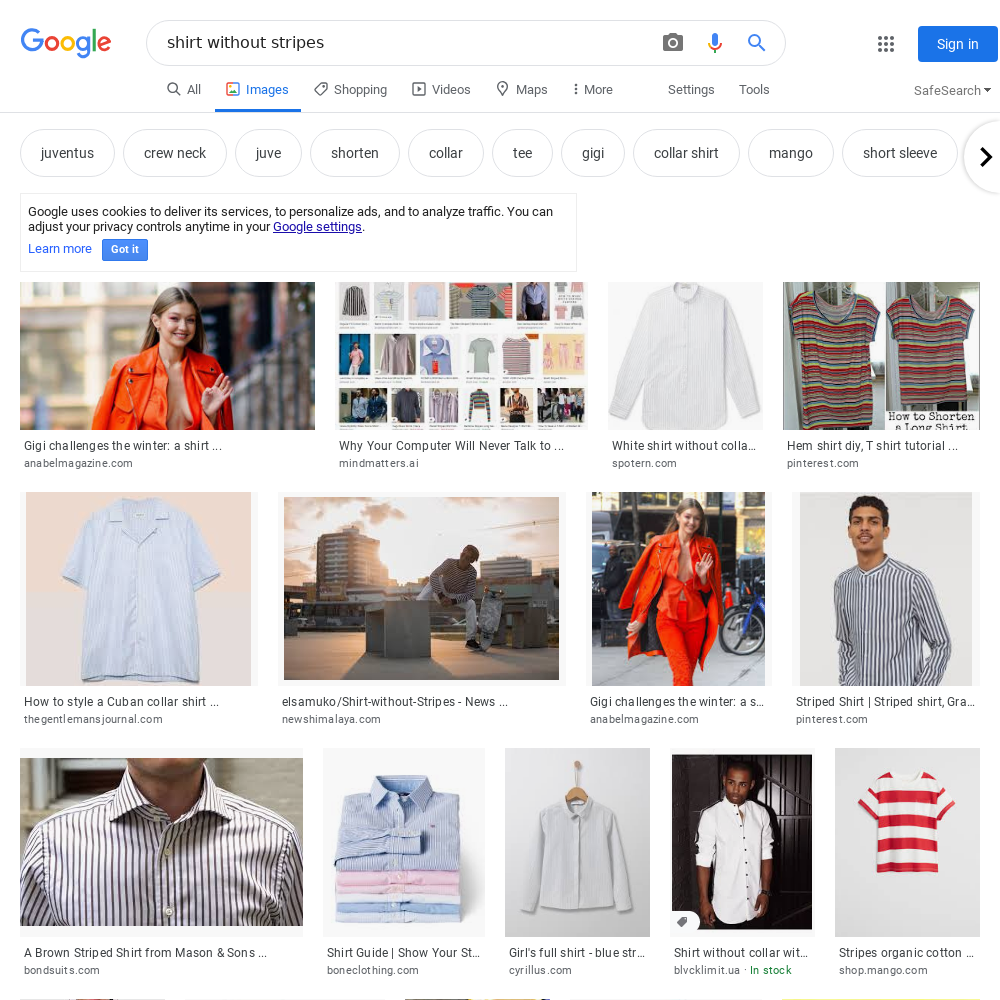 Google
shirt without stripes
Sign in
All
Images
Shopping
Videos
Maps
More
Settings
Tools
SafeSearch
juventus
crew neck
juve
shorten
collar
tee
gigi
collar shirt
mango
short sleeve
Google uses cookies to deliver its services, to personalize ads, and to analyze traffic. You can
adjust your privacy controls anytime in your Google settings.
Learn more
Got it
How to Shorten
a Long Shirt
Gigi challenges the winter: a shirt ...
anabelmagazine.com
Why Your Computer Will Never Talk to ...
mindmatters.ai
White shirt without colla...
spotern.com
Hem shirt diy, T shirt tutorial ...
pinterest.com
How to style a Cuban collar shirt ...
thegentlemansjournal.com
elsamuko/Shirt-without-Stripes - News ...
newshimalaya.com
Gigi challenges the winter: a s...
anabelmagazine.com
Striped Shirt | Striped shirt, Gra...
pinterest.com
A Brown Striped Shirt from Mason & Sons ...
bondsuits.com
Shirt Guide | Show Your St...
boneclothing.com
Girl's full shirt - blue str...
cyrillus.com
Shirt without collar wit...
blvcklimit.ua · In stock
Stripes organic cotton ...
shop.mango.com